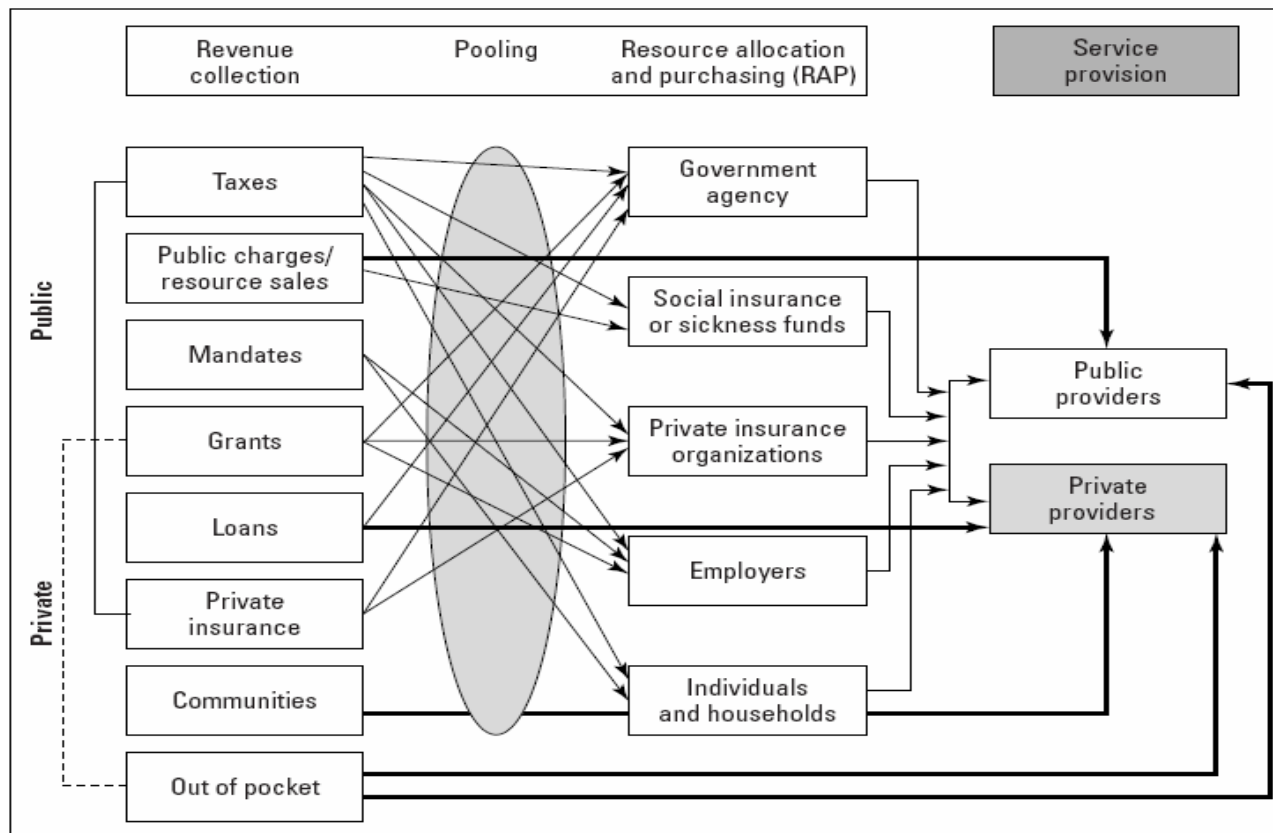 Revenue
collection
Pooling
Resource allocation
and purchasing (RAP)
Service
provision
Public
Private
Taxes
Public charges/
resource sales
Mandates
Grants
Loans
Private
insurance
Communities
Out of pocket
Government
agency
Social insurance
or sickness funds
Private insurance
organizations
Employers
Individuals
and households
Public
providers
Private
providers